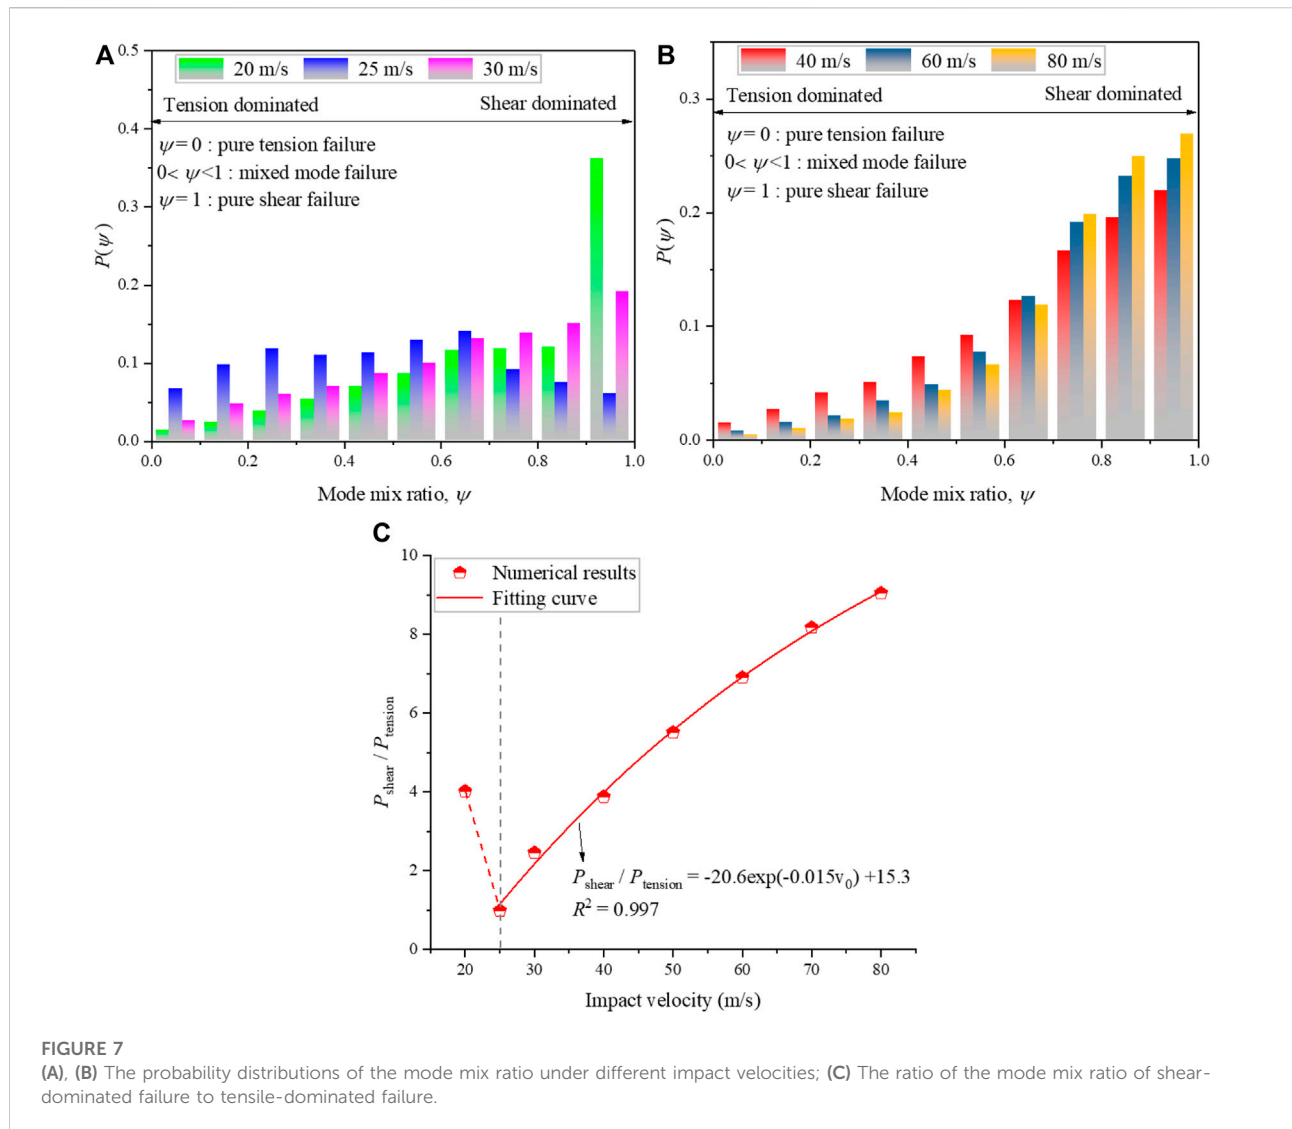 A
0.5
0.4
0.3
0.2
0.1
0.0
P(ψ)
20 m/s 25 m/s 30 m/s
Tension dominated Shear dominated
ψ= 0 : pure tension failure
0< ψ<1 : mixed mode failure
ψ= 1 : pure shear failure
0.0 0.2 0.4 0.6 0.8 1.0
Mode mix ratio, ψ
B
0.3
0.2
0.1
0.0
P(ψ)
40 m/s 60 m/s 80 m/s
Tension dominated Shear dominated
ψ= 0 : pure tension failure
0< ψ<1 : mixed mode failure
ψ= 1 : pure shear failure
0.0 0.2 0.4 0.6 0.8 1.0
Mode mix ratio, ψ
C
10
8
6
4
2
0
P_shear / P_tension
Numerical results
Fitting curve
P_shear / P_tension = -20.6exp(-0.015v_0) +15.3
R² = 0.997
20 30 40 50 60 70 80
Impact velocity (m/s)
FIGURE 7
(A), (B) The probability distributions of the mode mix ratio under different impact velocities; (C) The ratio of the mode mix ratio of shear-
dominated failure to tensile-dominated failure.